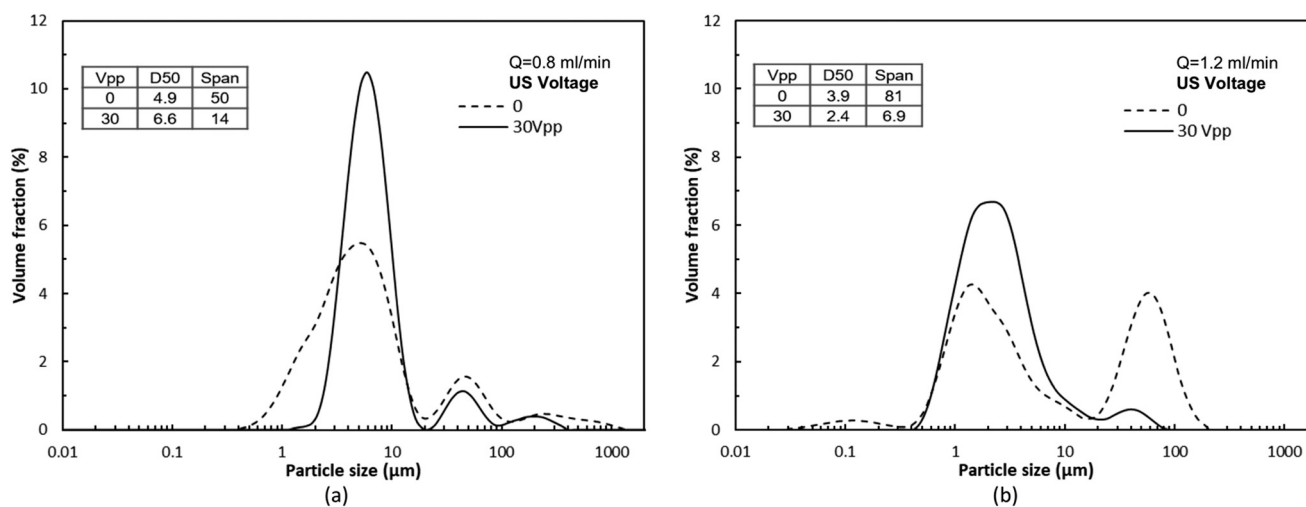 12
10
8
6
4
2
0
Volume fraction (%)
Vpp D50 Span
0 4.9 50
30 6.6 14
Q=0.8 ml/min
US Voltage
0
30Vpp
0.01 0.1 1 10 100 1000
Particle size (µm)
(a)
12
10
8
6
4
2
0
Volume fraction (%)
Vpp D50 Span
0 3.9 81
30 2.4 6.9
Q=1.2 ml/min
US Voltage
0
30 Vpp
0.01 0.1 1 10 100 1000
Particle size (µm)
(b)